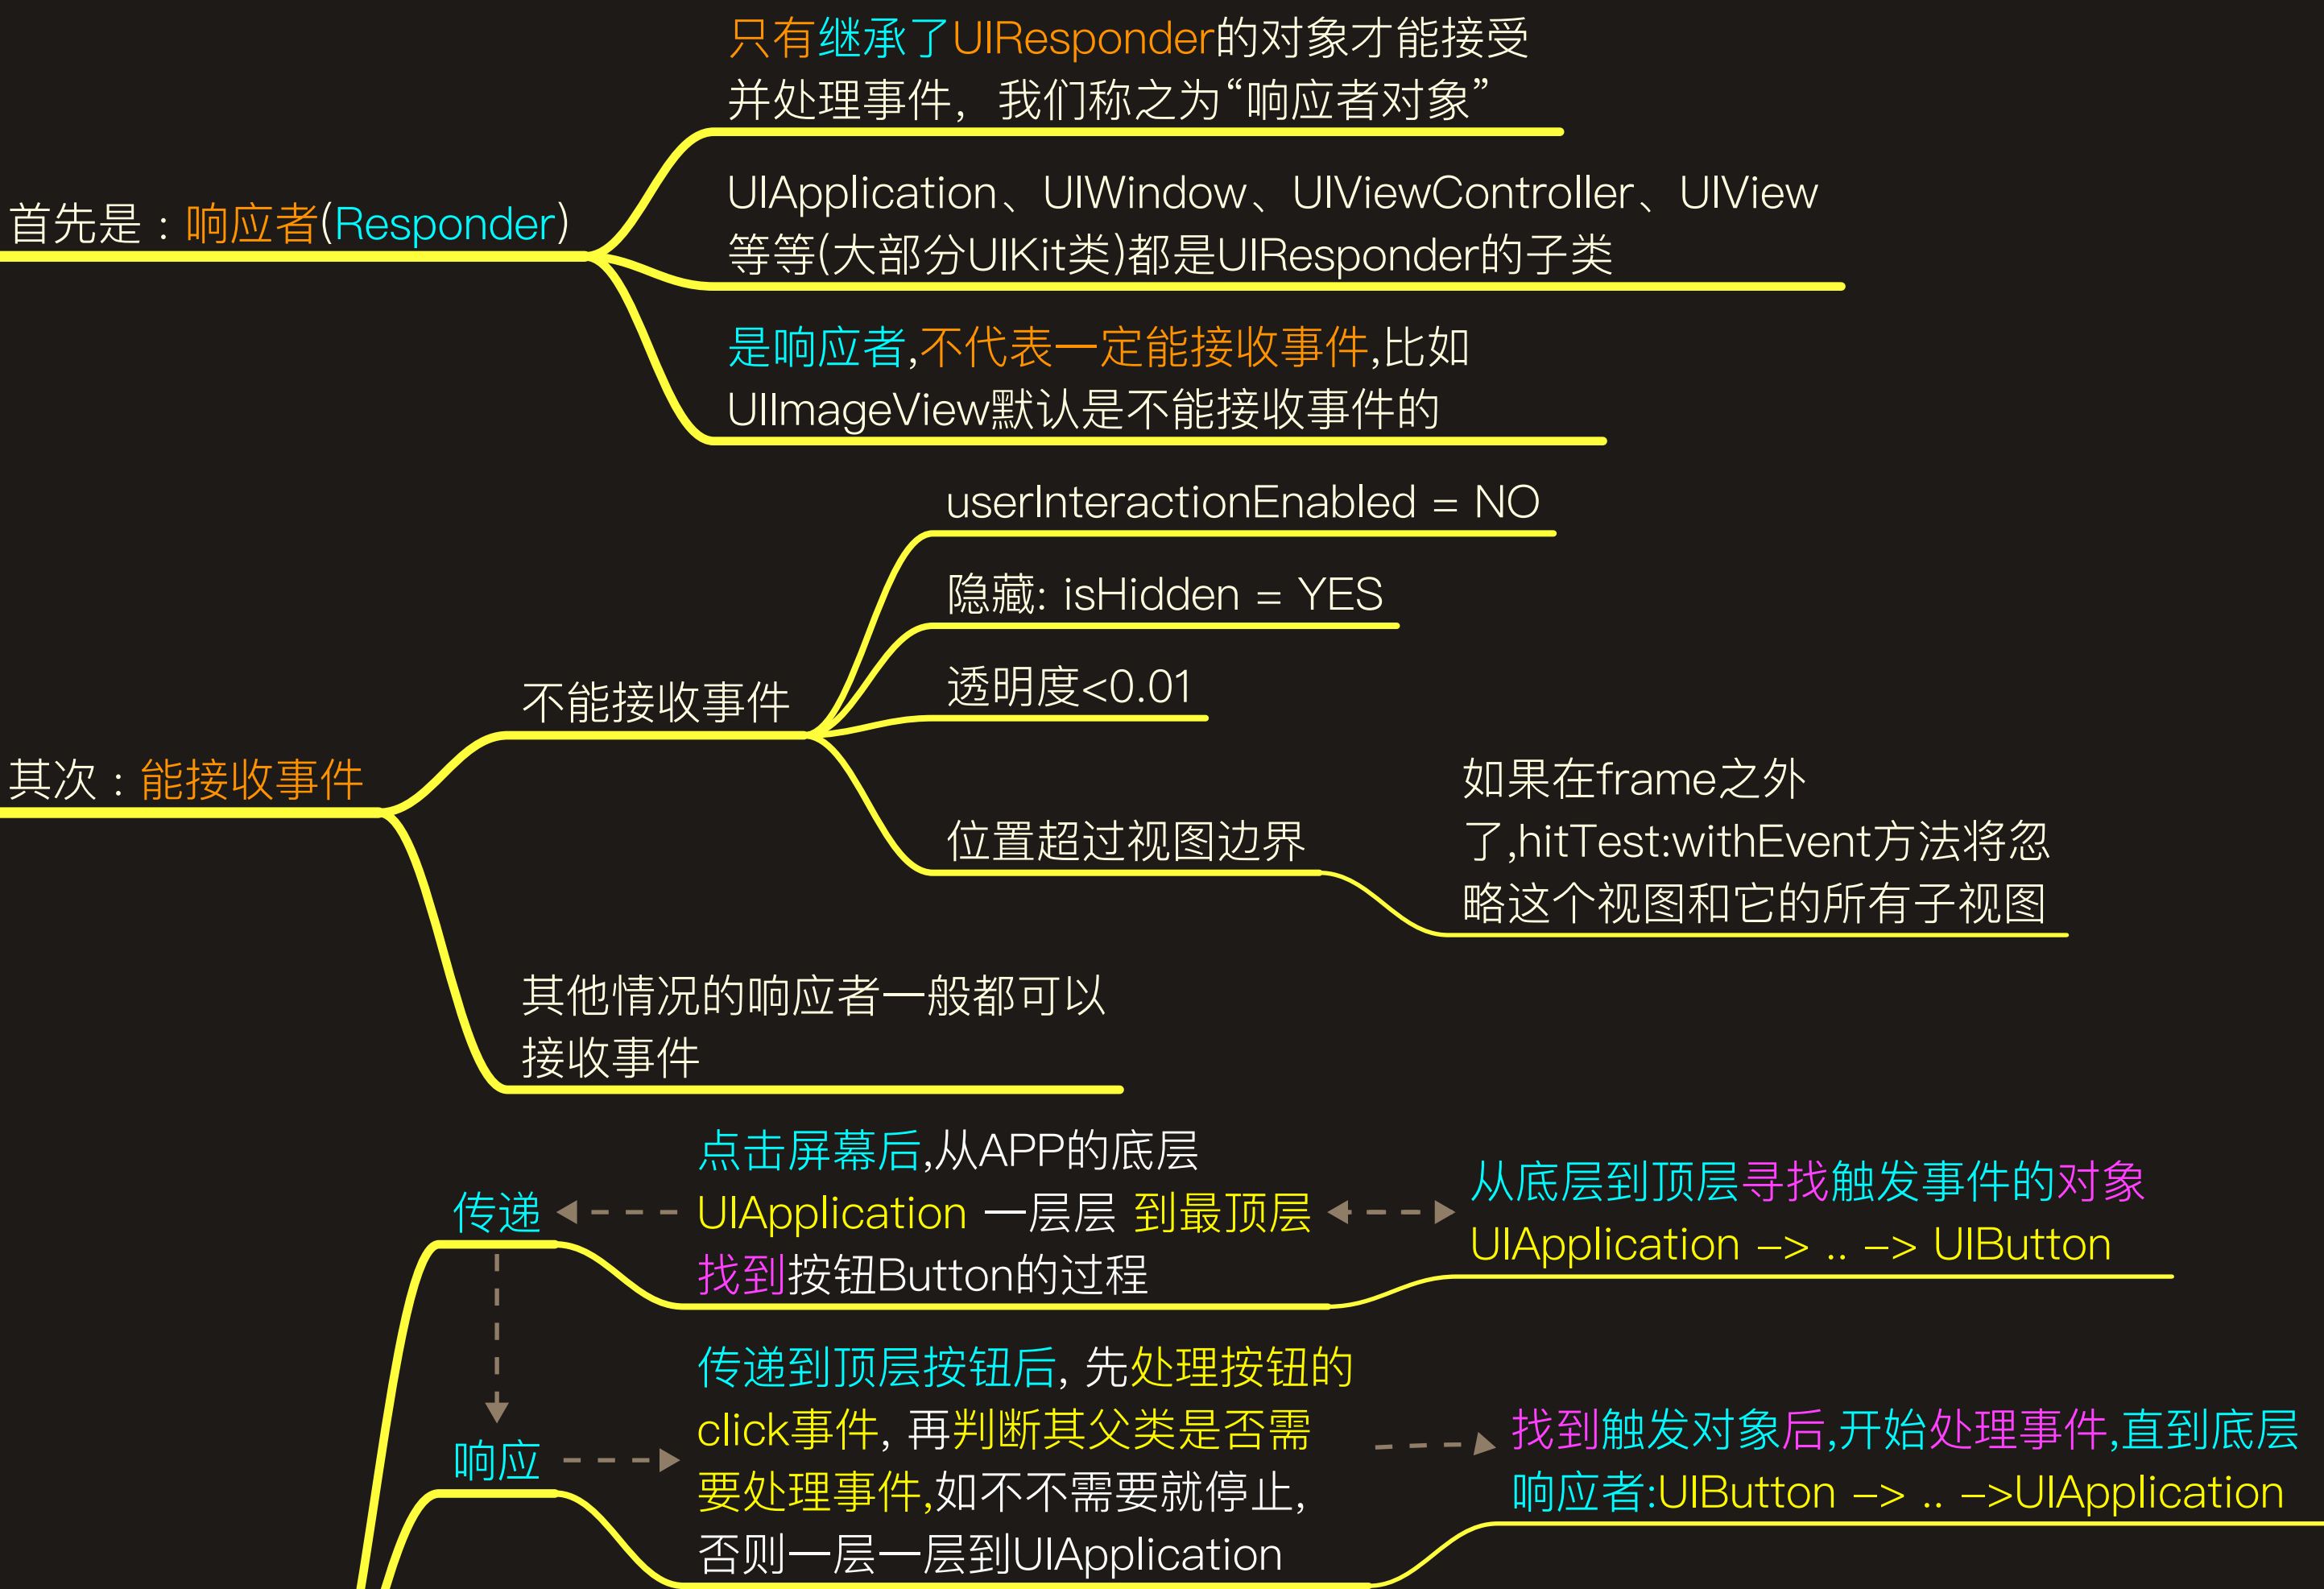 只有继承了UIResponder的对象才能接受
并处理事件，我们称之为“响应者对象”
首先是：响应者(Responder)
UIApplication、UIWindow、UIViewController、UIView
等等(大部分UIKit类)都是UIResponder的子类
是响应者,不代表一定能接收事件,比如
UIImageView默认是不能接收事件的
userInteractionEnabled = NO
隐藏: isHidden = YES
透明度<0.01
不能接收事件
其次：能接收事件
位置超过视图边界
如果在frame之外
了,hitTest:withEvent方法将忽
略这个视图和它的所有子视图
其他情况的响应者一般都可以
接收事件
传递
点击屏幕后,从APP的底层
UIApplication 一层层 到最顶层
找到按钮Button的过程
从底层到顶层寻找触发事件的对象
UIApplication –> .. –> UIButton
响应
传递到顶层按钮后, 先处理按钮的
click事件, 再判断其父类是否需
要处理事件,如不不需要就停止,
否则一层一层到UIApplication
找到触发对象后,开始处理事件,直到底层
响应者:UIButton –> .. –>UIApplication